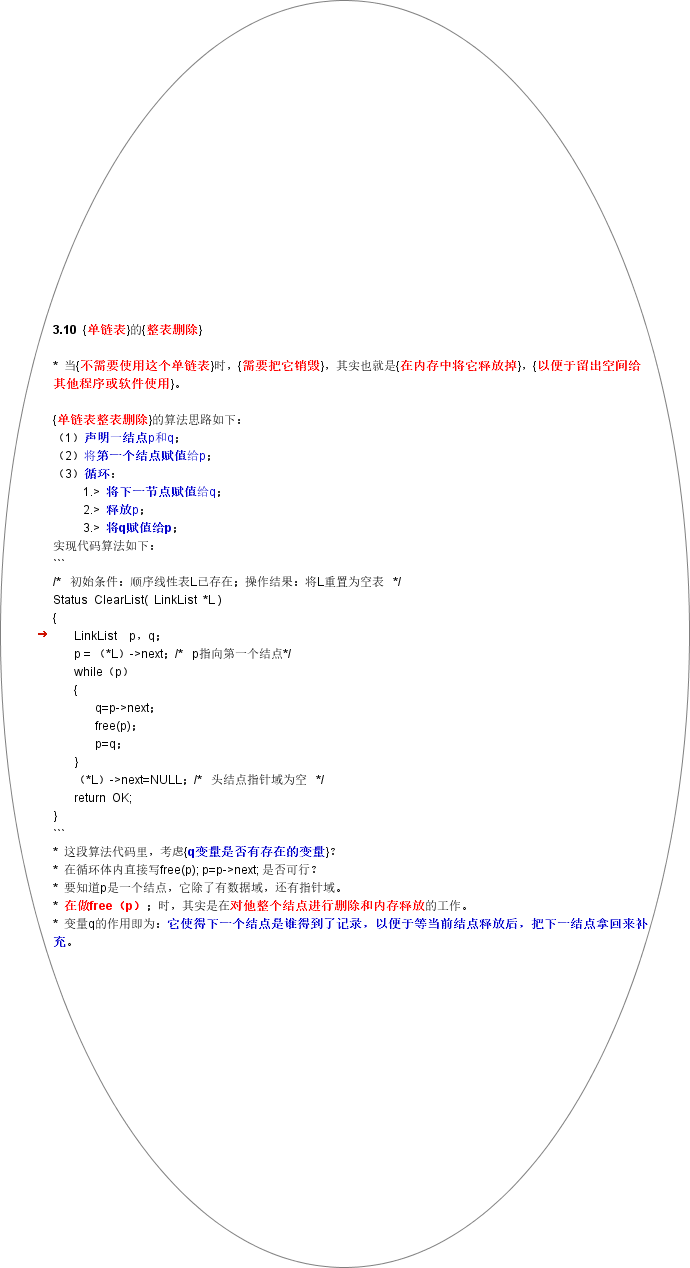 3.10 {单链表}的{整表删除}
* 当{不需要使用这个单链表}时，{需要把它销毁}，其实也就是{在内存中将它释放掉}，{以便于留出空间给
其他程序或软件使用}。
{单链表整表删除}的算法思路如下：
（1）声明一结点p和q；
（2）将第一个结点赋值给p；
（3）循环：
1.> 将下一节点赋值给q；
2.> 释放p；
3.> 将q赋值给p；
实现代码算法如下：
```
/* 初始条件：顺序线性表L已存在；操作结果：将L重置为空表 */
Status ClearList( LinkList *L )
{
➔ LinkList p，q；
p = （*L）->next；/* p指向第一个结点*/
while（p）
{
q=p->next；
free(p)；
p=q；
}
（*L）->next=NULL；/* 头结点指针域为空 */
return OK;
}
```
* 这段算法代码里，考虑{q变量是否有存在的变量}？
* 在循环体内直接写free(p); p=p->next; 是否可行？
* 要知道p是一个结点，它除了有数据域，还有指针域。
* 在做free（p）；时，其实是在对他整个结点进行删除和内存释放的工作。
* 变量q的作用即为：它使得下一个结点是谁得到了记录，以便于等当前结点释放后，把下一结点拿回来补
充。